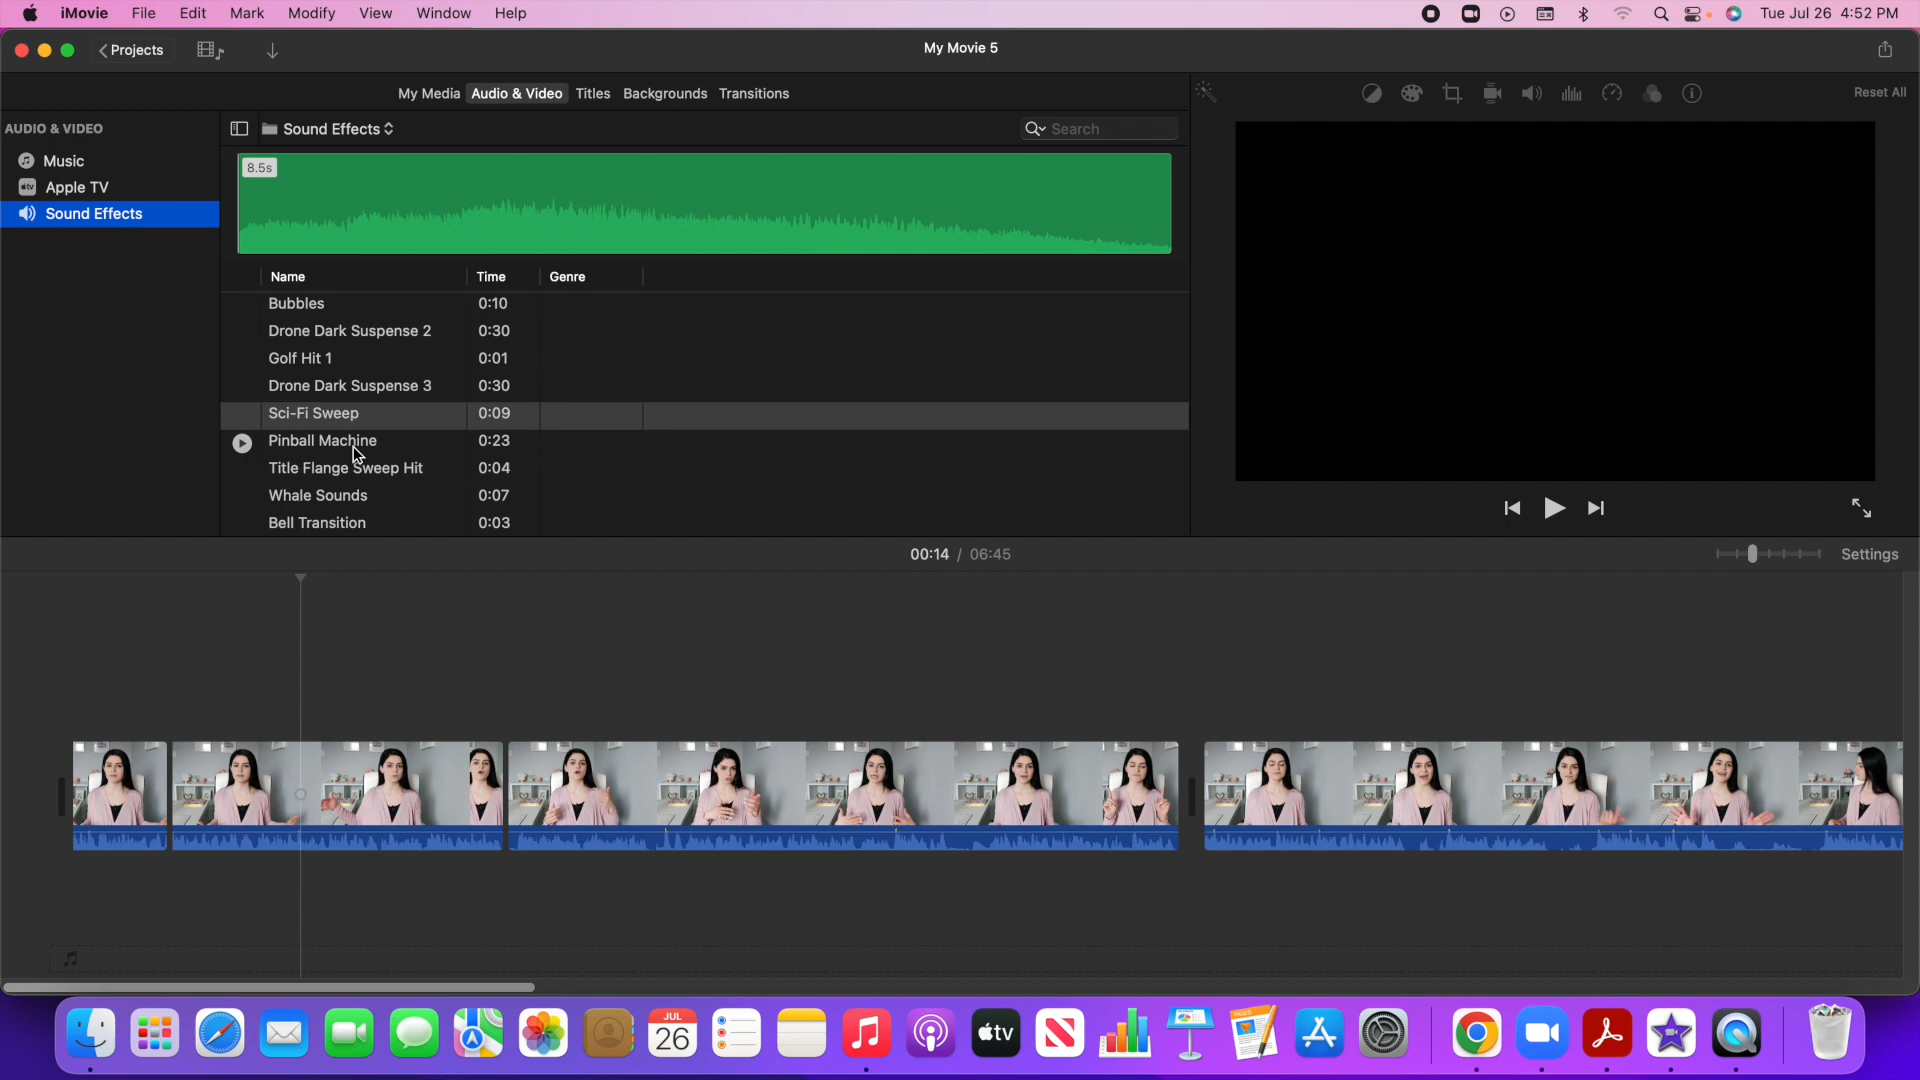 iMovie File Edit Mark Modify View Window Help Tue Jul 26 4:52 PM
Projects My Movie 5
My Media Audio & Video Titles Backgrounds Transitions Reset All
AUDIO & VIDEO Sound Effects Search
Music
Apple TV
Sound Effects
8.5s
Name Time Genre
Bubbles 0:10
Drone Dark Suspense 2 0:30
Golf Hit 1 0:01
Drone Dark Suspense 3 0:30
Sci-Fi Sweep 0:09
Pinball Machine 0:23
Title Flange Sweep Hit 0:04
Whale Sounds 0:07
Bell Transition 0:03
00:14 / 06:45 Settings
JUL
26
tv
PAGES